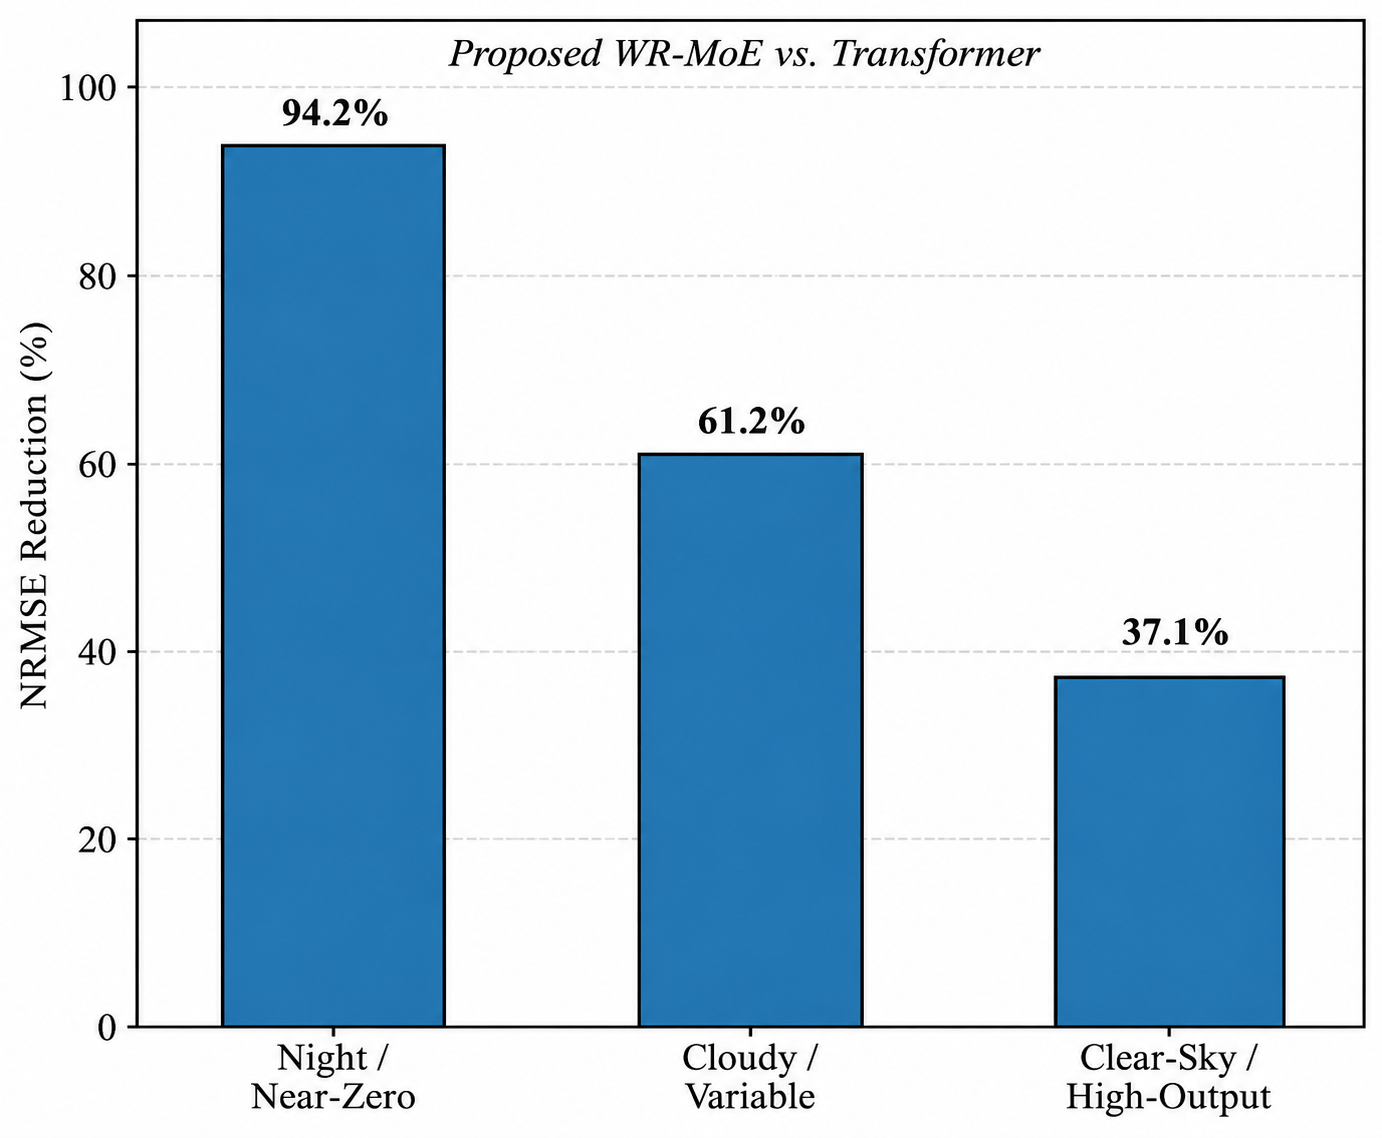 Proposed WR-MoE vs. Transformer
NRMSE Reduction (%)
100
80
60
40
20
0
94.2%
61.2%
37.1%
Night /
Near-Zero
Cloudy /
Variable
Clear-Sky /
High-Output